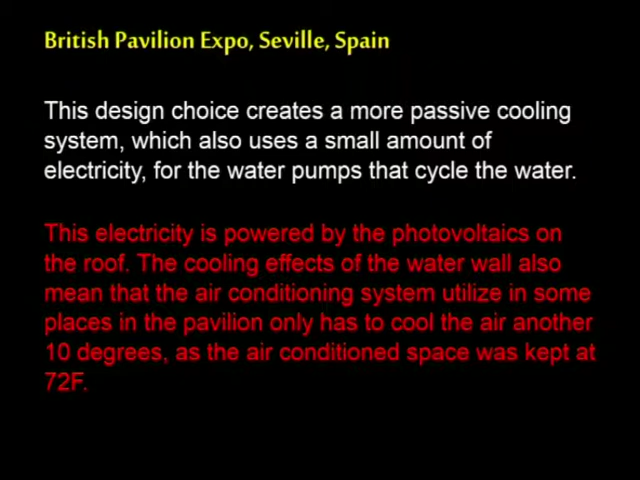 British Pavilion Expo, Seville, Spain
This design choice creates a more passive cooling
system, which also uses a small amount of
electricity, for the water pumps that cycle the water.
This electricity is powered by the photovoltaics on
the roof. The cooling effects of the water wall also
mean that the air conditioning system utilize in some
places in the pavilion only has to cool the air another
10 degrees, as the air conditioned space was kept at
72F.